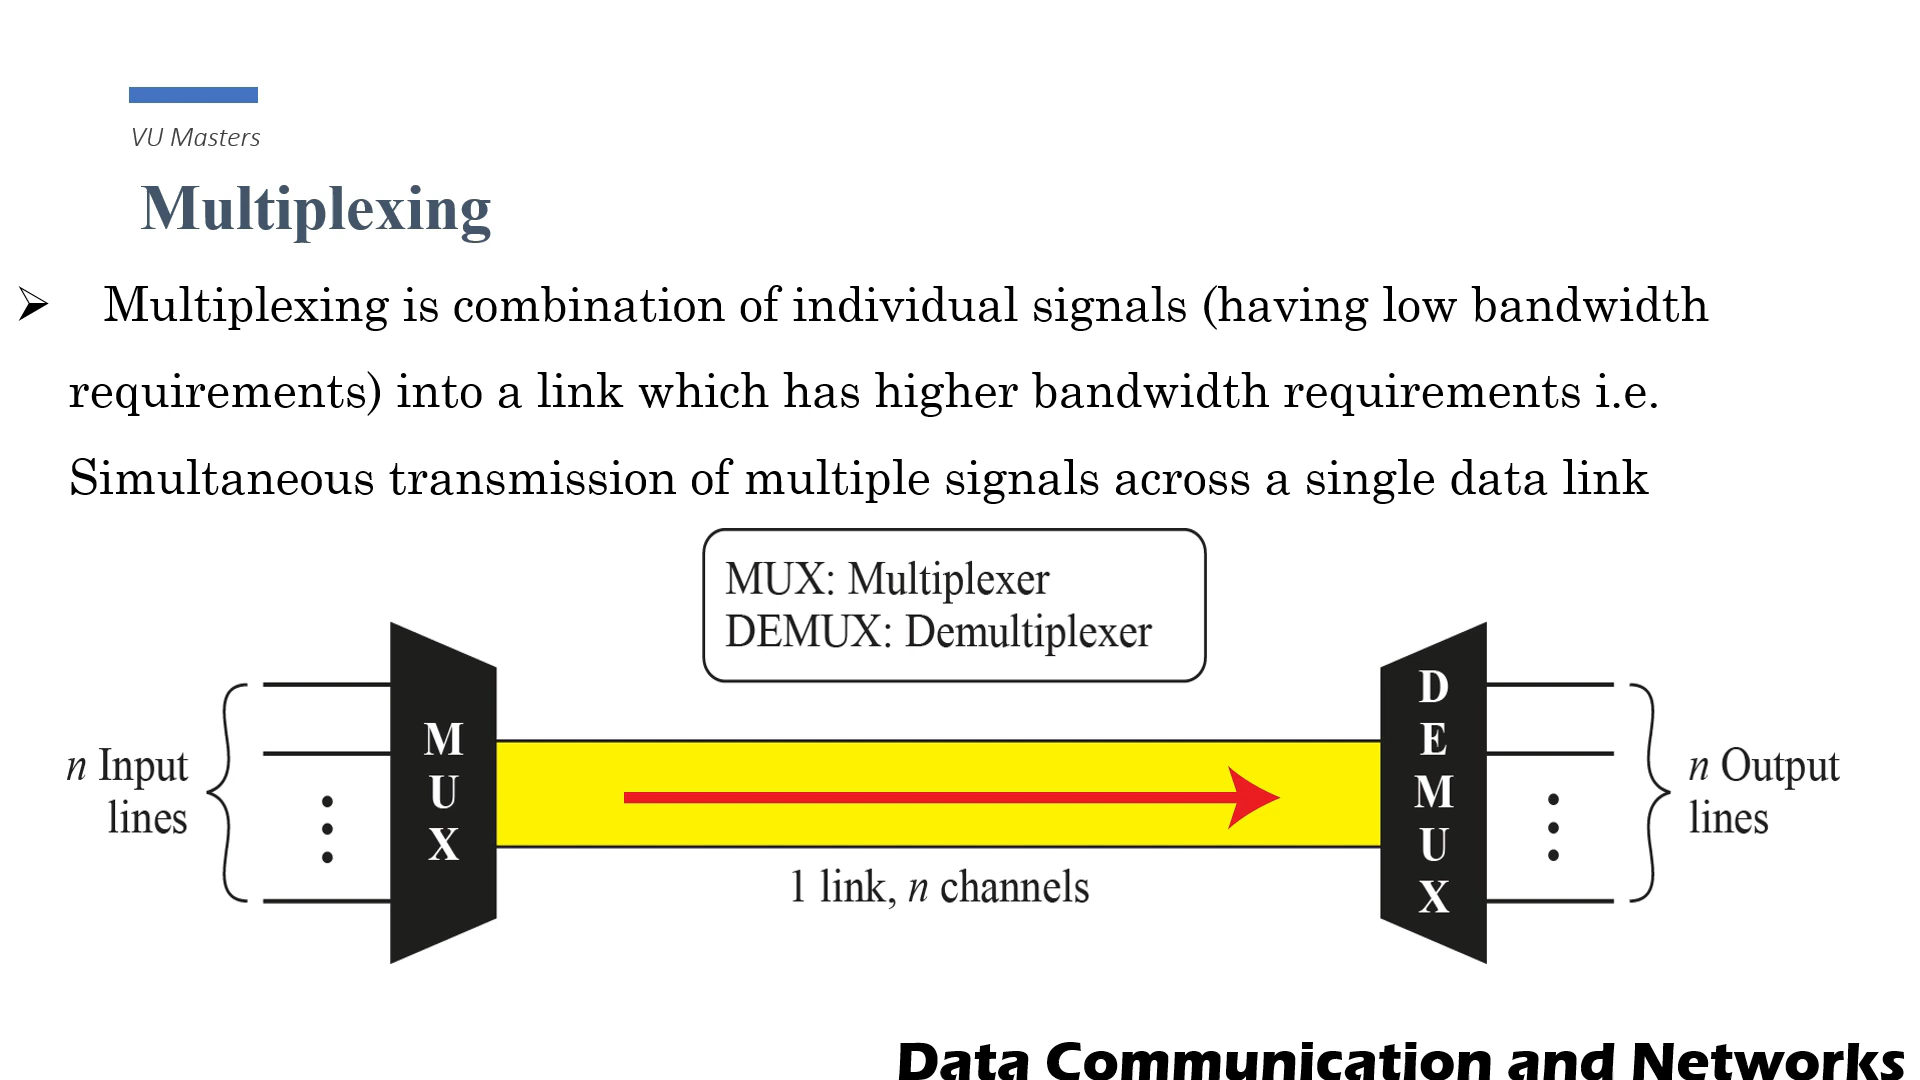 VU Masters
Multiplexing
➢ Multiplexing is combination of individual signals (having low bandwidth
requirements) into a link which has higher bandwidth requirements i.e.
Simultaneous transmission of multiple signals across a single data link
MUX: Multiplexer
DEMUX: Demultiplexer
n Input
lines
M
U
X
1 link, n channels
D
E
M
U
X
n Output
lines
Data Communication and Networks